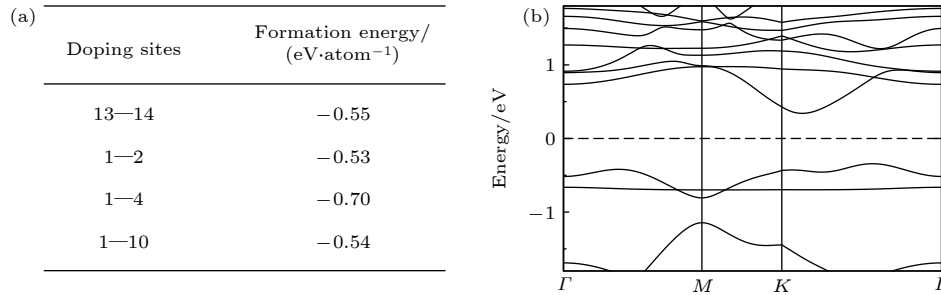 (a)
Doping sites Formation energy/
(eV·atom−1)
13—14 −0.55
1—2 −0.53
1—4 −0.70
1—10 −0.54
(b)
Energy/eV
1
0
−1
Γ M K